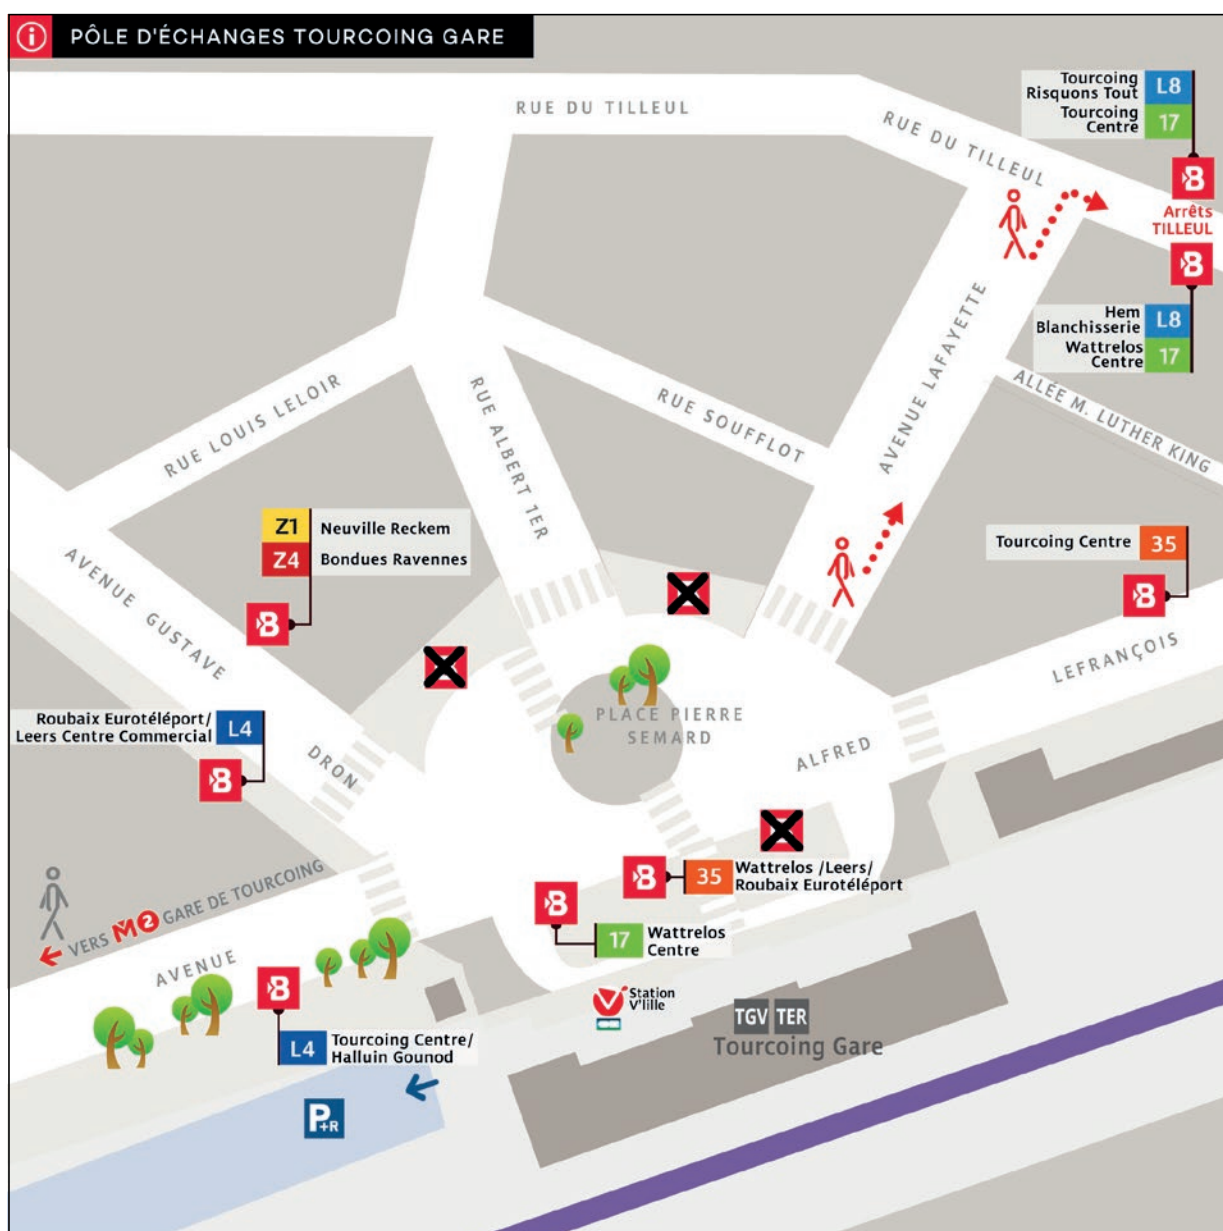 PÔLE D'ÉCHANGES TOURCOING GARE
RUE DU TILLEUL
RUE DU TILLEUL
Tourcoing
Risquons Tout
L8
Tourcoing
Centre
17
B
Arrêts
TILLEUL
B
Hem
Blanchisserie
L8
Wattrelos
Centre
17
AVENUE LAFAYETTE
ALLÉE M. LUTHER KING
RUE LOUIS LELOIR
RUE ALBERT 1ER
RUE SOUFFLOT
Z1 Neuville Reckem
Z4 Bondues Ravennes
B
Tourcoing Centre 35
B
AVENUE GUSTAVE
DRON
LEFRANÇOIS
ALFRED
PLACE PIERRE
SEMARD
Roubaix Eurotéléport/
Leers Centre Commercial
L4
B
B
35
Wattrelos /Leers/
Roubaix Eurotéléport
B
17
Wattrelos
Centre
VERS M2 GARE DE TOURCOING
AVENUE
B
L4
Tourcoing Centre/
Halluin Gounod
Station
V'lille
TGV TER
Tourcoing Gare
P+R